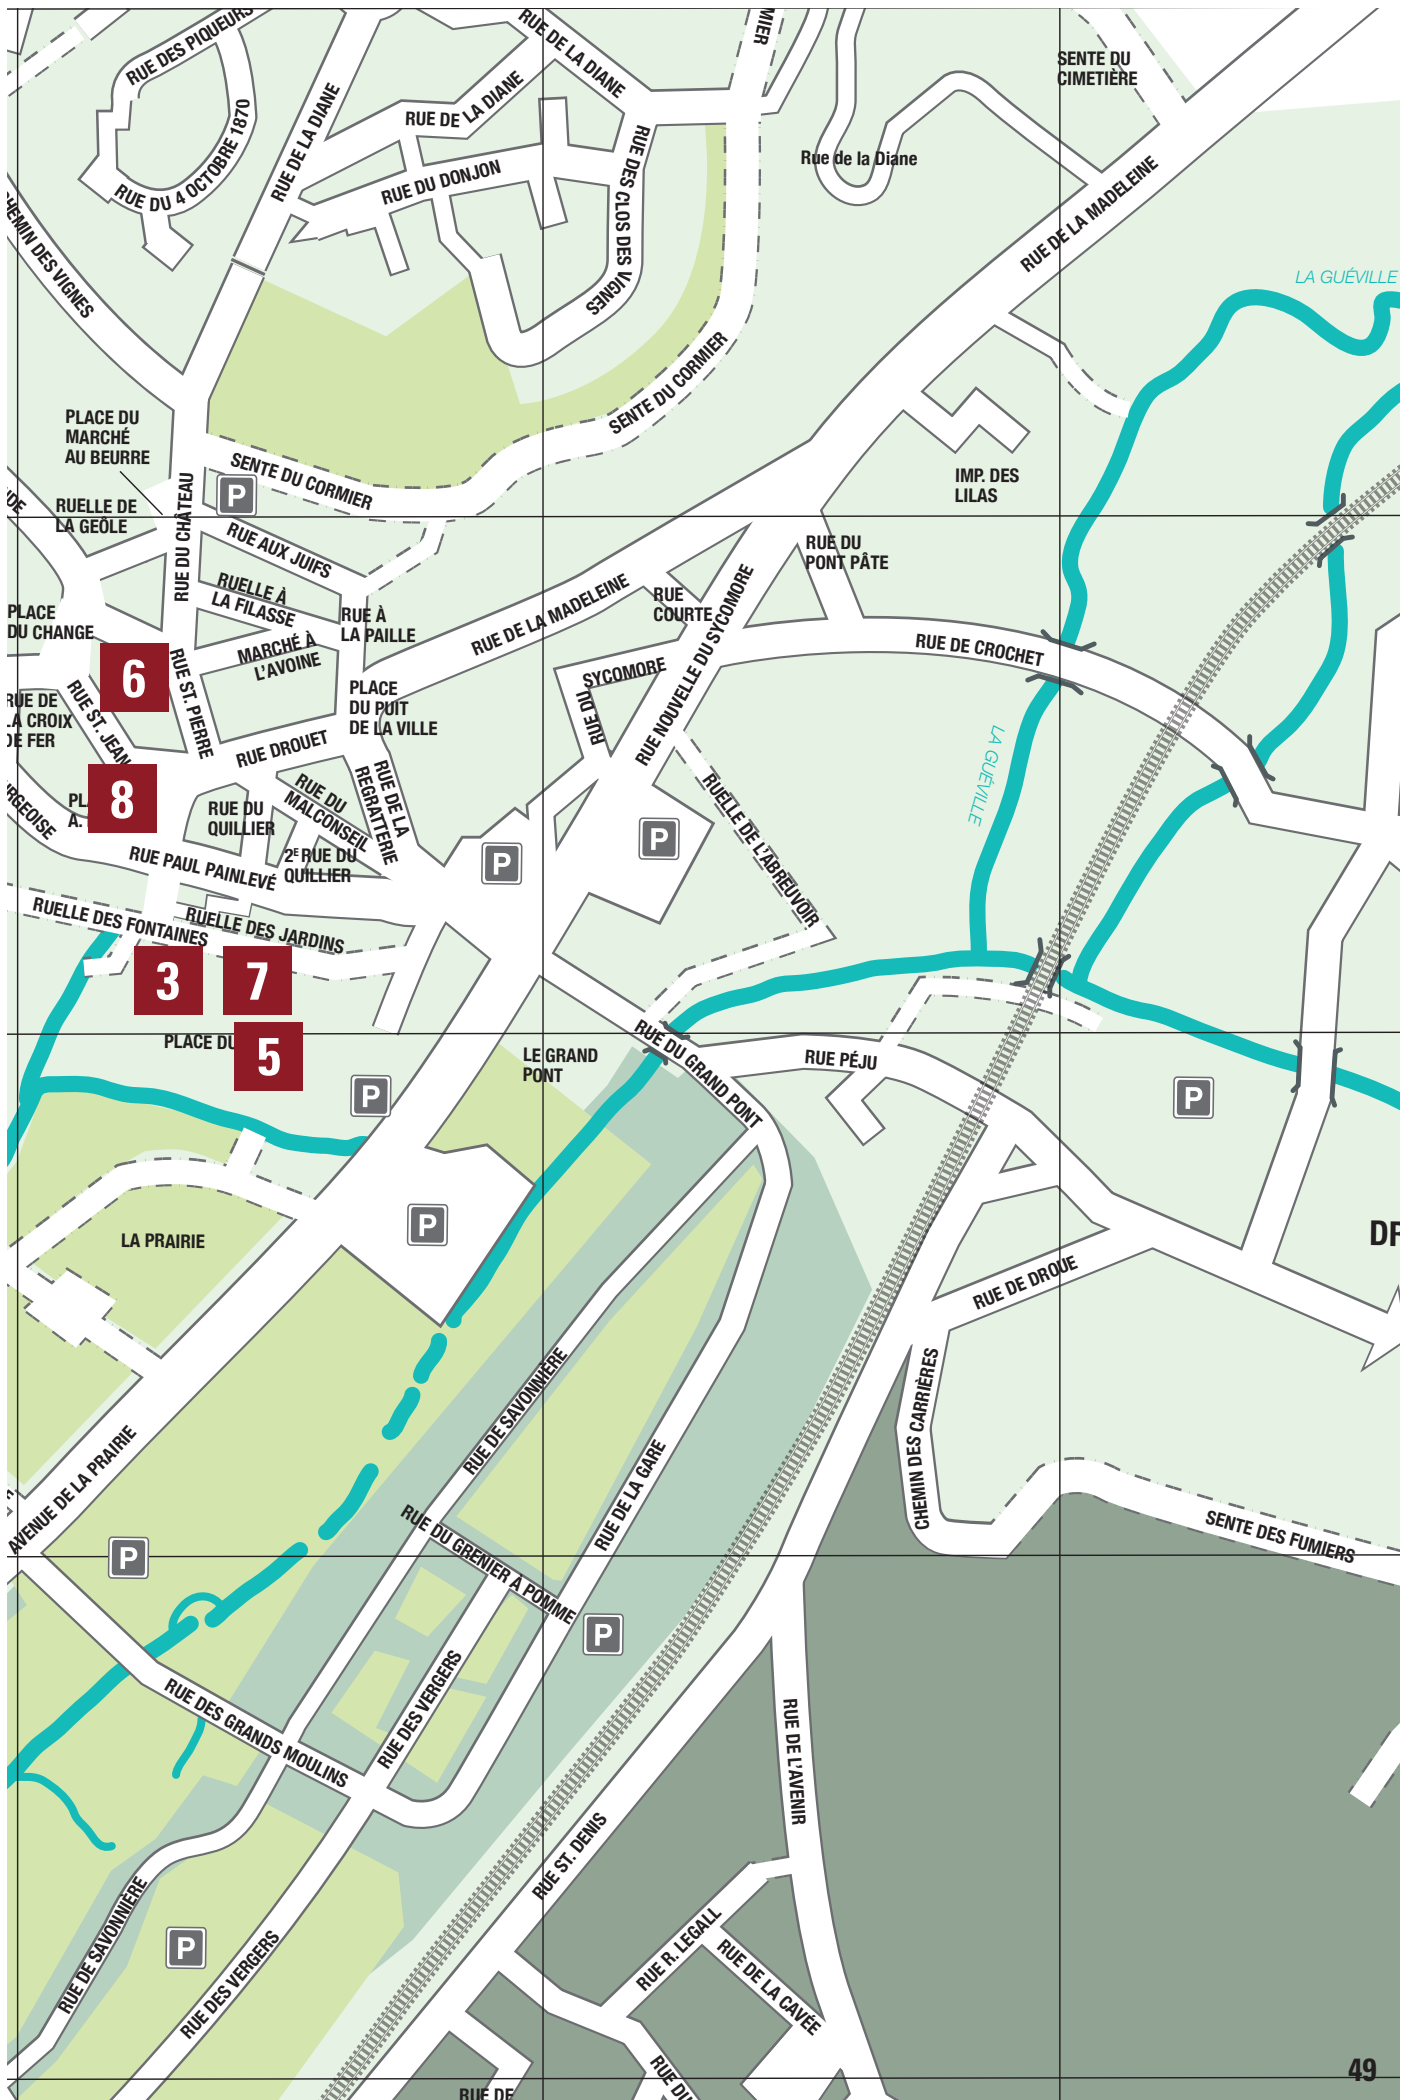 RUE DES PIQUEURS
RUE DE LA DIANE
MIER
SENTE DU
CIMETIÈRE
RUE DE LA DIANE
RUE DE LA DIANE
RUE DU 4 OCTOBRE 1870
RUE DU DONJON
RUE DES CLOS DES VIGNES
Rue de la Diane
RUE DE LA MADELEINE
HEMIN DES VIGNES
LA GUÉVILLE
SENTE DU CORMIER
PLACE DU
MARCHÉ
AU BEURRE
SENTE DU CORMIER
P
IMP. DES
LILAS
RUELLE DE
LA GEÔLE
RUE DU CHÂTEAU
RUE AUX JUIFS
RUE DU
PONT PÂTE
RUELLE À
LA FILASSE
RUE À
LA PAILLE
RUE DE LA MADELEINE
RUE
COURTE
RUE NOUVELLE DU SYCOMORE
PLACE
DU CHANGE
MARCHÉ À
L'AVOINE
RUE DE CROCHET
6
RUE ST. PIERRE
RUE DU
SYCOMORE
RUE DE
LA CROIX
DE FER
RUE ST. JEAN
PLACE
DU PUIT
DE LA VILLE
RUE DROUET
LA GUÉVILLE
8
PL
A.
RGEOISE
RUE DU
QUILLIER
RUE DU
MALCONSEIL
RUE DE LA
REGRATTERIE
RUELLE DE L'ABREUVOIR
P
P
2E RUE DU
QUILLIER
RUE PAUL PAINLEVÉ
RUELLE DES FONTAINES
RUELLE DES JARDINS
3
7
PLACE DU
5
LE GRAND
PONT
RUE DU GRAND PONT
RUE PÉJU
P
P
P
LA PRAIRIE
DR
RUE DE DROUE
RUE DE SAVONNIÈRE
CHEMIN DES CARRIÈRES
AVENUE DE LA PRAIRIE
RUE DE LA GARE
RUE DU GRENIER À POMME
SENTE DES FUMIERS
P
P
RUE DES GRANDS MOULINS
RUE DES VERGERS
RUE DE L'AVENIR
RUE ST. DENIS
RUE DE SAVONNIÈRE
P
RUE DES VERGERS
RUE R. LEGALL
RUE DE LA CAVÉE
RUE DU
RUE DE
49